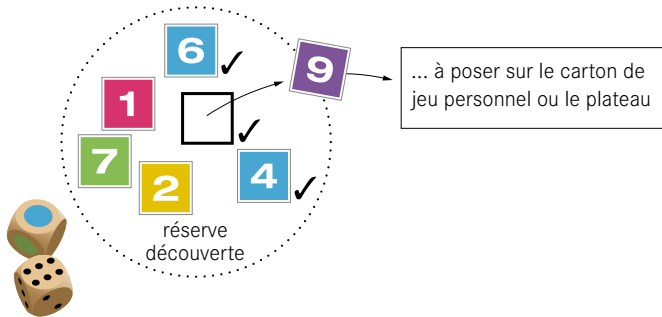 6
9
1
7
2
4
réserve
découverte
... à poser sur le carton de
jeu personnel ou le plateau